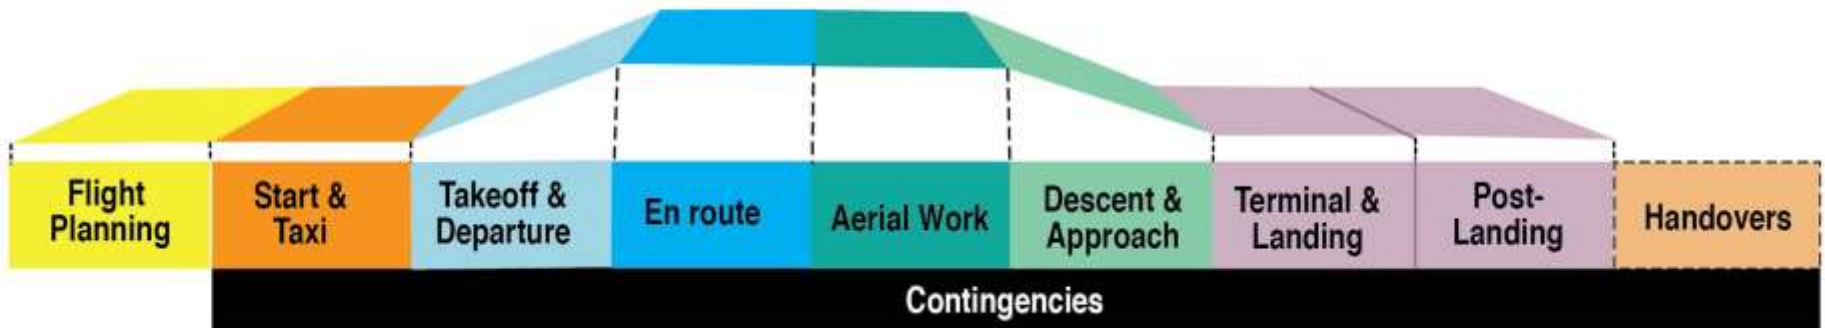 Flight
Planning
Start &
Taxi
Takeoff &
Departure
En route
Aerial Work
Descent &
Approach
Terminal &
Landing
Post-
Landing
Handovers
Contingencies